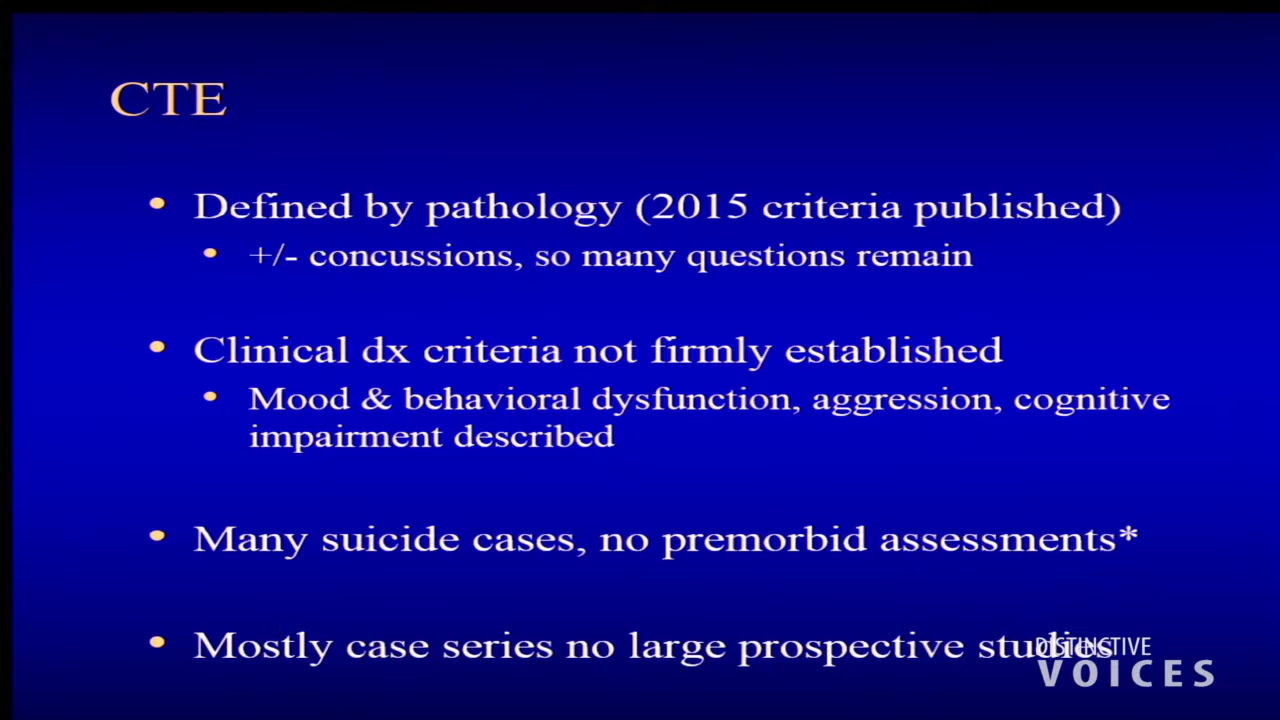 CTE
• Defined by pathology (2015 criteria published)
• +/- concussions, so many questions remain
• Clinical dx criteria not firmly established
• Mood & behavioral dysfunction, aggression, cognitive
impairment described
• Many suicide cases, no premorbid assessments*
• Mostly case series no large prospective studies
DISTINCTIVE
VOICES